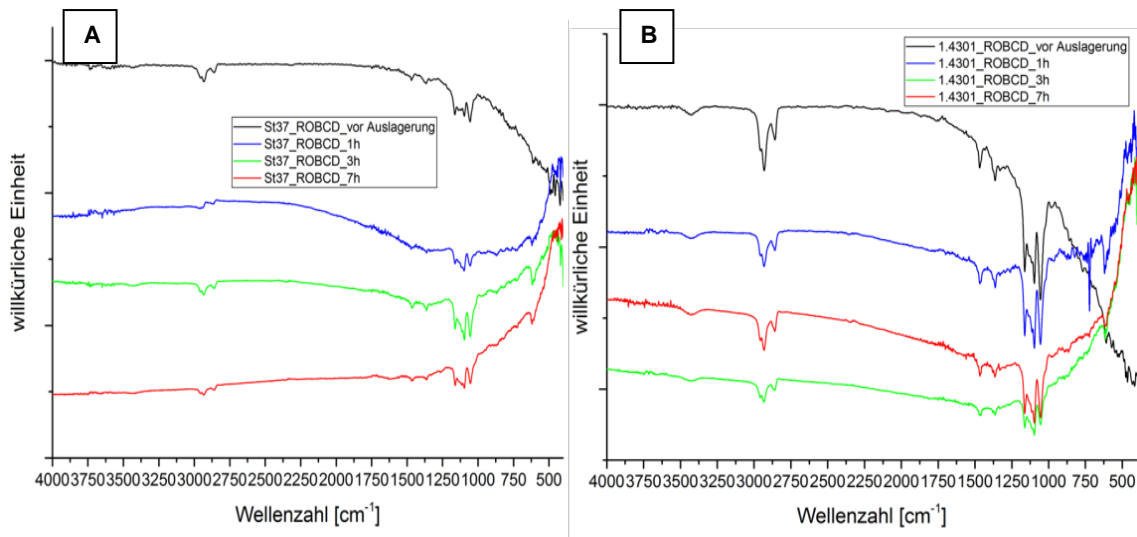 A
willkürliche Einheit
St37_ROBCD_vor Auslagerung
St37_ROBCD_1h
St37_ROBCD_3h
St37_ROBCD_7h
4000 3750 3500 3250 3000 2750 2500 2250 2000 1750 1500 1250 1000 750 500
Wellenzahl [cm⁻¹]
B
willkürliche Einheit
1.4301_ROBCD_vor Auslagerung
1.4301_ROBCD_1h
1.4301_ROBCD_3h
1.4301_ROBCD_7h
4000 3750 3500 3250 3000 2750 2500 2250 2000 1750 1500 1250 1000 750 500
Wellenzahl [cm⁻¹]